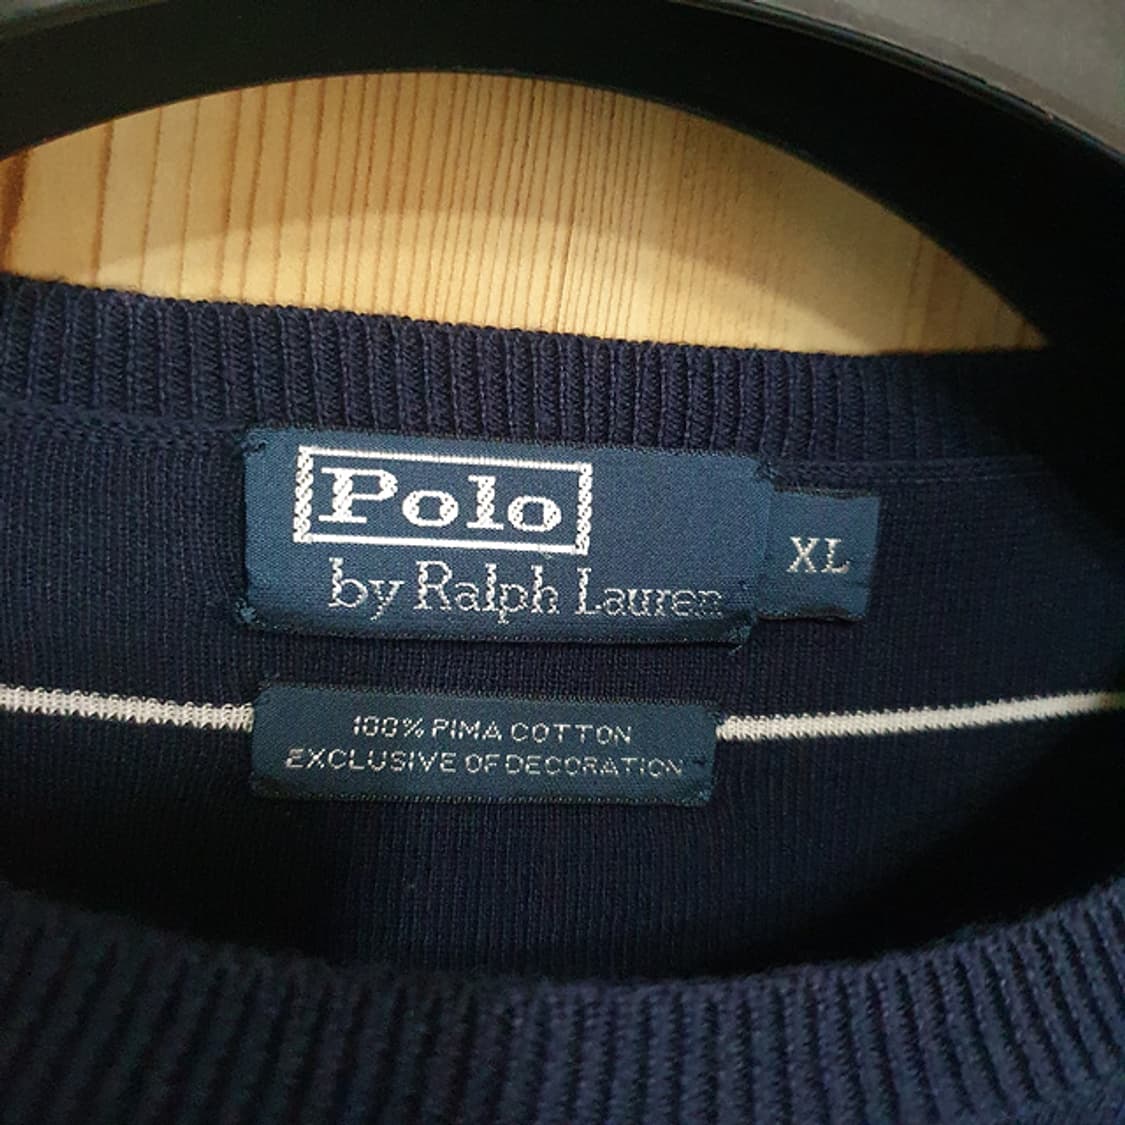 Polo
by Ralph Lauren
XL
100% PIMA COTTON
EXCLUSIVE OF DECORATION